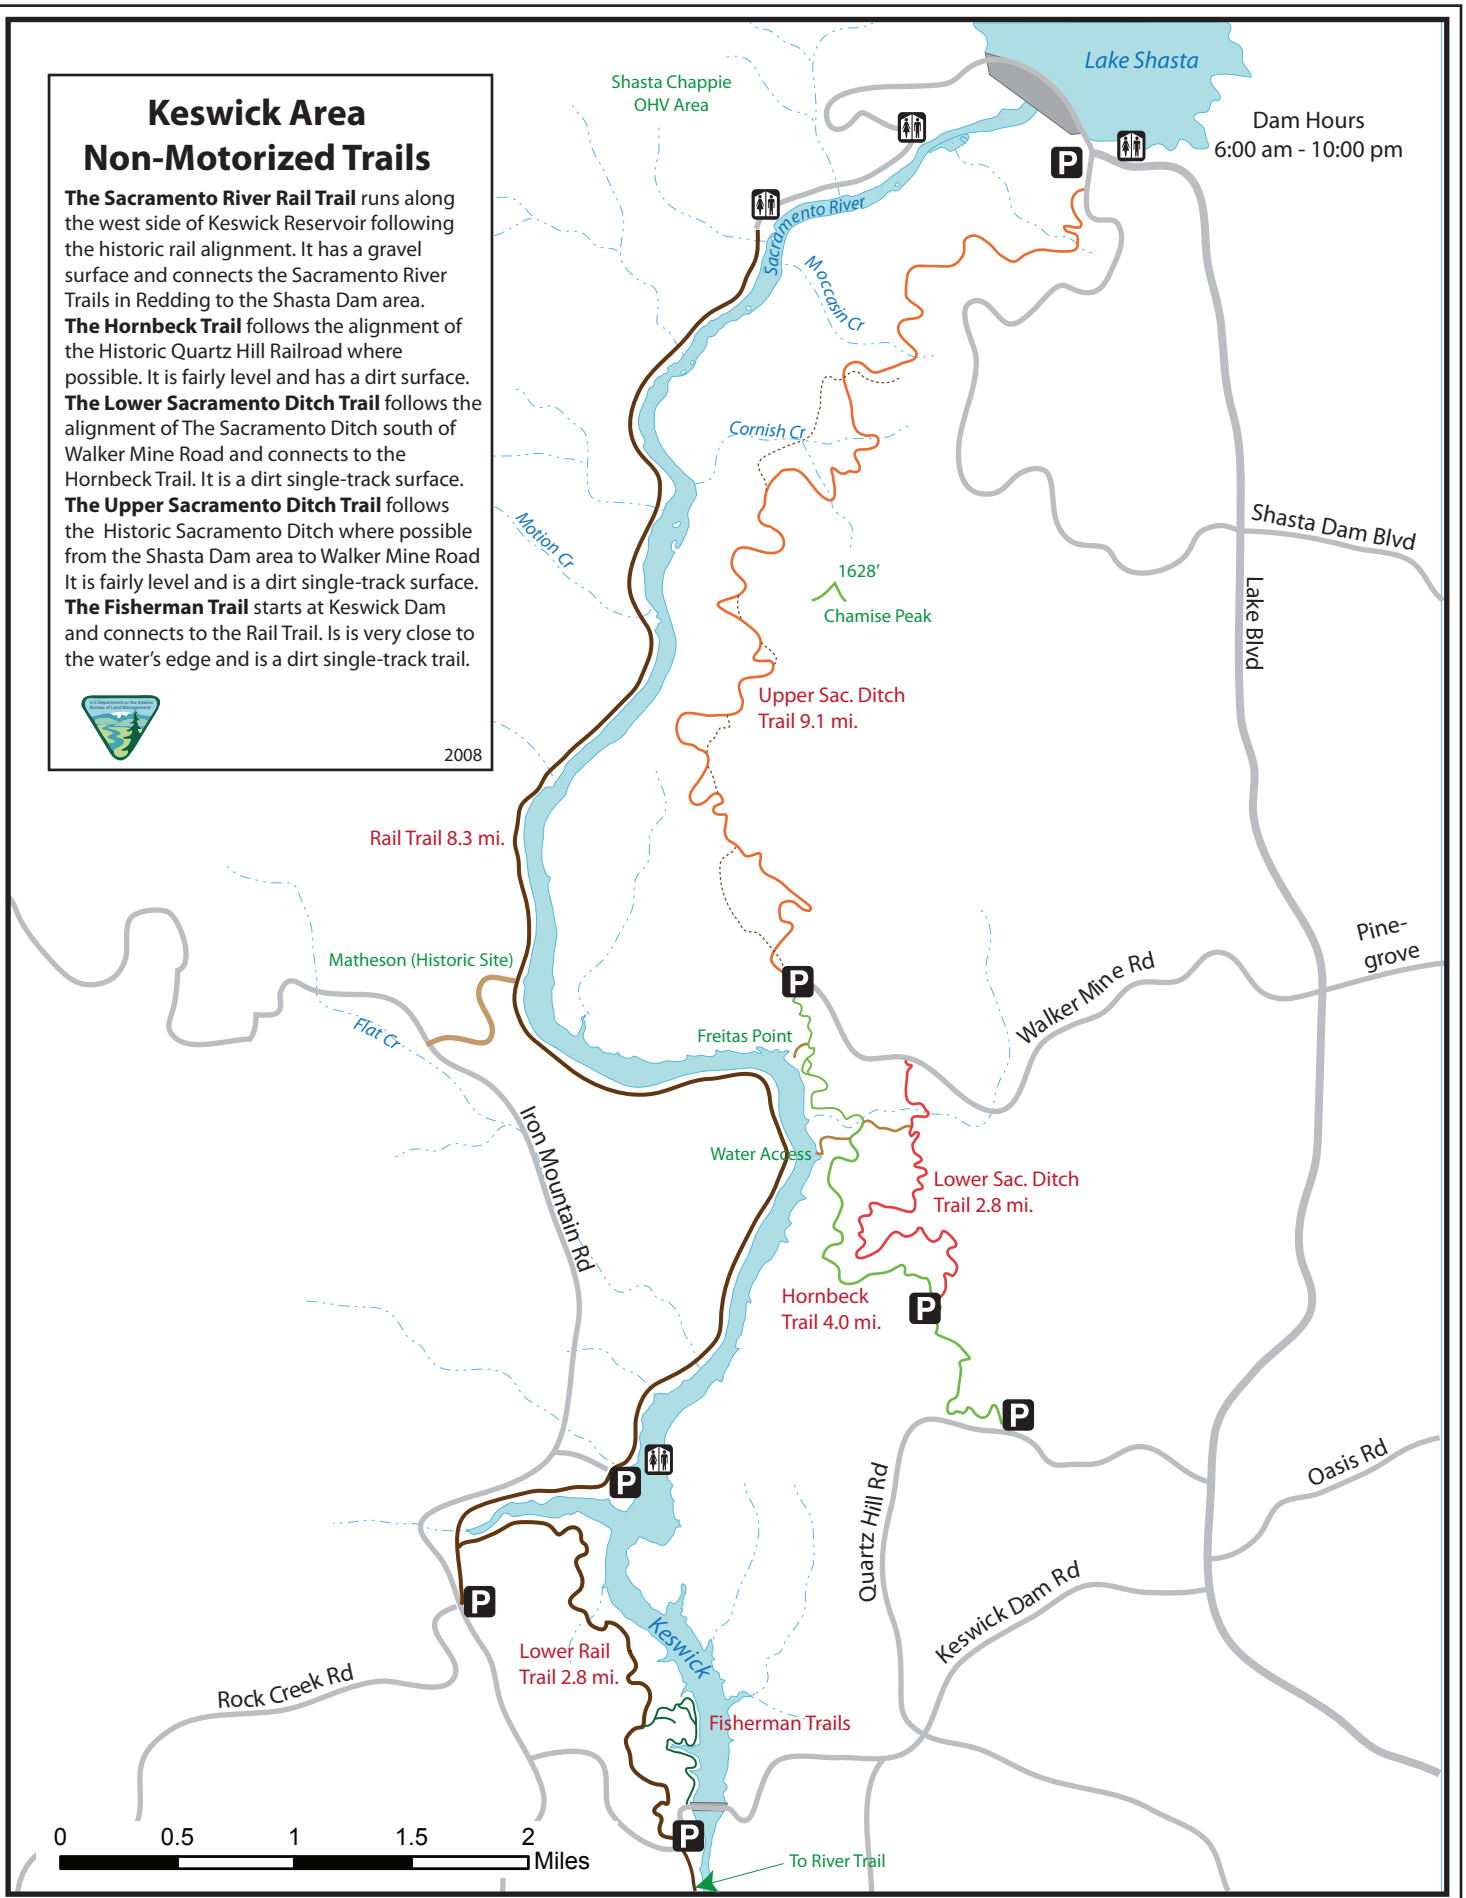 Keswick Area
Non-Motorized Trails
The Sacramento River Rail Trail runs along
the west side of Keswick Reservoir following
the historic rail alignment. It has a gravel
surface and connects the Sacramento River
Trails in Redding to the Shasta Dam area.
The Hornbeck Trail follows the alignment of
the Historic Quartz Hill Railroad where
possible. It is fairly level and has a dirt surface.
The Lower Sacramento Ditch Trail follows the
alignment of The Sacramento Ditch south of
Walker Mine Road and connects to the
Hornbeck Trail. It is a dirt single-track surface.
The Upper Sacramento Ditch Trail follows
the Historic Sacramento Ditch where possible
from the Shasta Dam area to Walker Mine Road
It is fairly level and is a dirt single-track surface.
The Fisherman Trail starts at Keswick Dam
and connects to the Rail Trail. Is is very close to
the water's edge and is a dirt single-track trail.
U.S Department or the Interior
Bureau of Land Management
2008
Shasta Chappie
OHV Area
Lake Shasta
Dam Hours
6:00 am - 10:00 pm
P
Sacramento River
Moccasin Cr
Cornish Cr
Motion Cr
Shasta Dam Blvd
1628'
Chamise Peak
Lake Blvd
Upper Sac. Ditch
Trail 9.1 mi.
Rail Trail 8.3 mi.
Matheson (Historic Site)
Pine-
grove
Walker Mine Rd
P
Flat Cr
Freitas Point
Iron Mountain Rd
Water Access
Lower Sac. Ditch
Trail 2.8 mi.
Hornbeck
Trail 4.0 mi.
P
P
Oasis Rd
P
Quartz Hill Rd
Keswick Dam Rd
P
Keswick
Lower Rail
Trail 2.8 mi.
Rock Creek Rd
Fisherman Trails
P
To River Trail
0 0.5 1 1.5 2
Miles